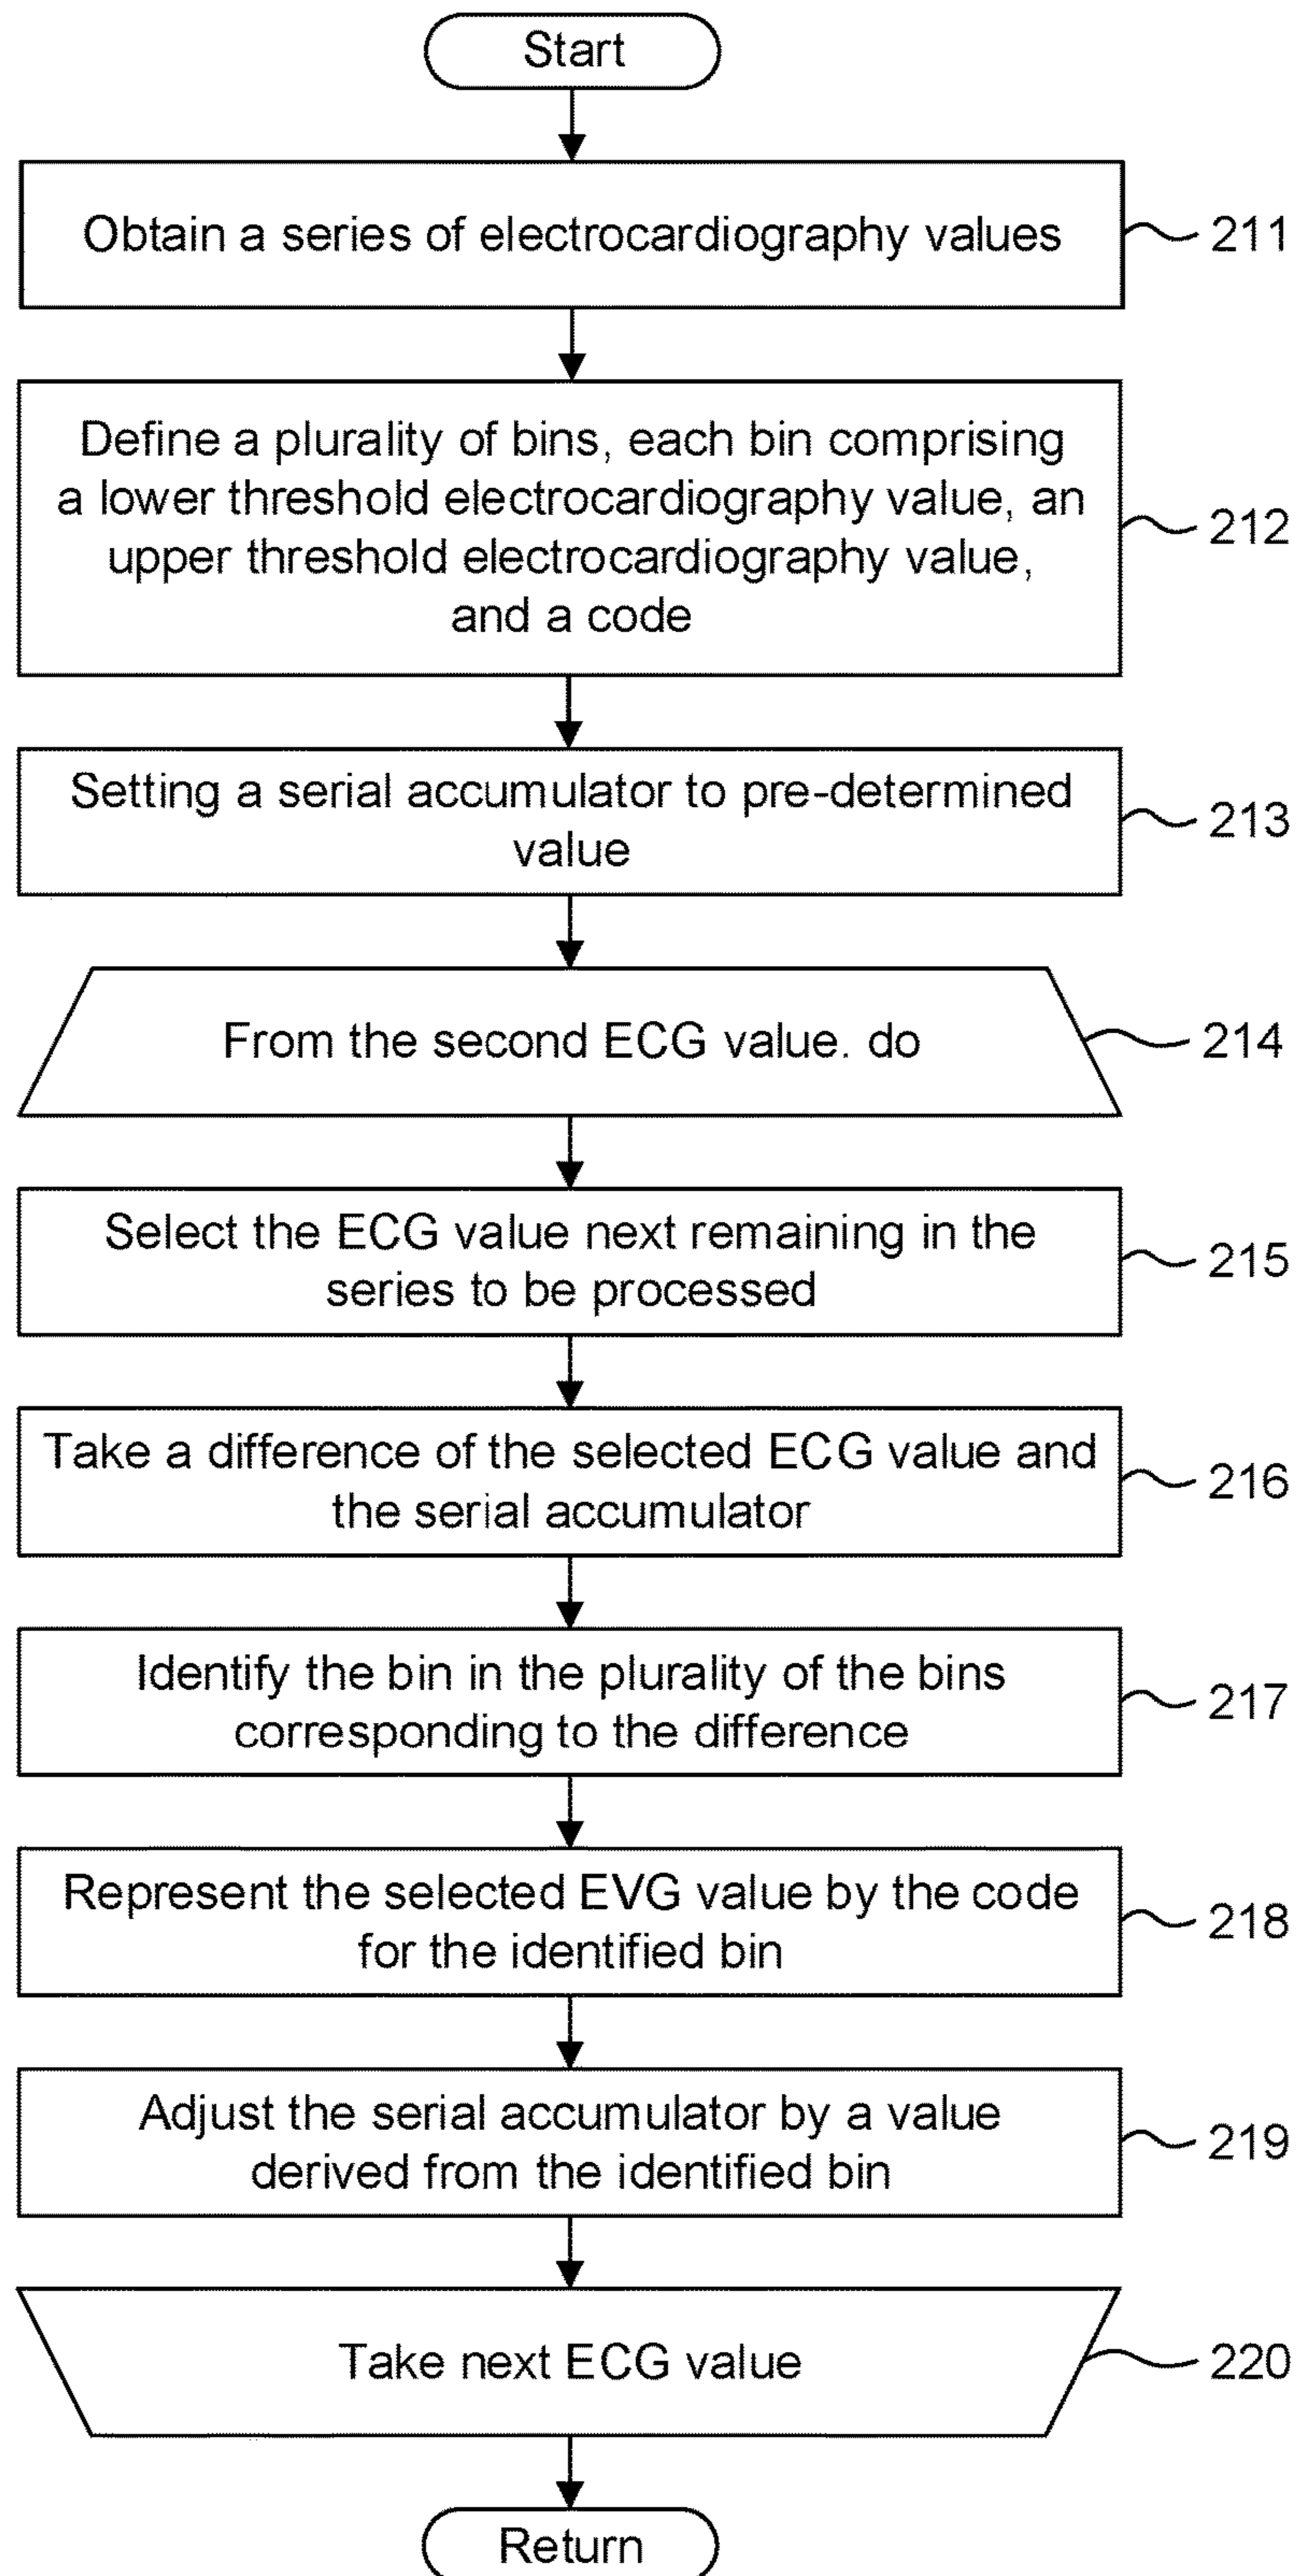 Start
Obtain a series of electrocardiography values
211
Define a plurality of bins, each bin comprising
a lower threshold electrocardiography value, an
upper threshold electrocardiography value,
and a code
212
Setting a serial accumulator to pre-determined
value
213
From the second ECG value. do
214
Select the ECG value next remaining in the
series to be processed
215
Take a difference of the selected ECG value and
the serial accumulator
216
Identify the bin in the plurality of the bins
corresponding to the difference
217
Represent the selected EVG value by the code
for the identified bin
218
Adjust the serial accumulator by a value
derived from the identified bin
219
Take next ECG value
220
Return